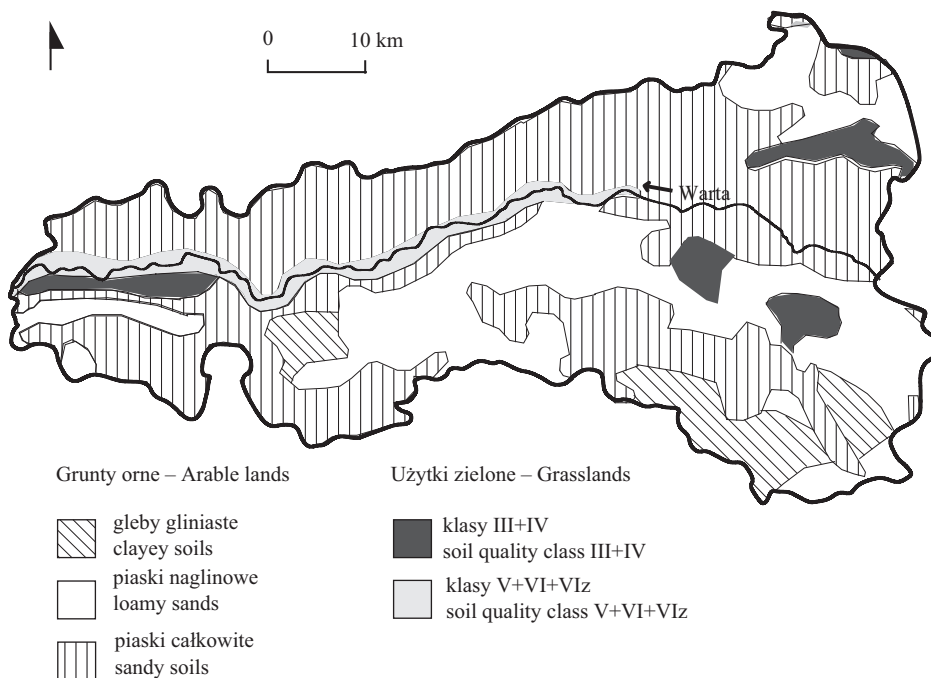 0 10 km
Warta
Grunty orne – Arable lands
gleby gliniaste
clayey soils
piaski naglinowe
loamy sands
piaski całkowite
sandy soils
Użytki zielone – Grasslands
klasy III+IV
soil quality class III+IV
klasy V+VI+VIz
soil quality class V+VI+VIz